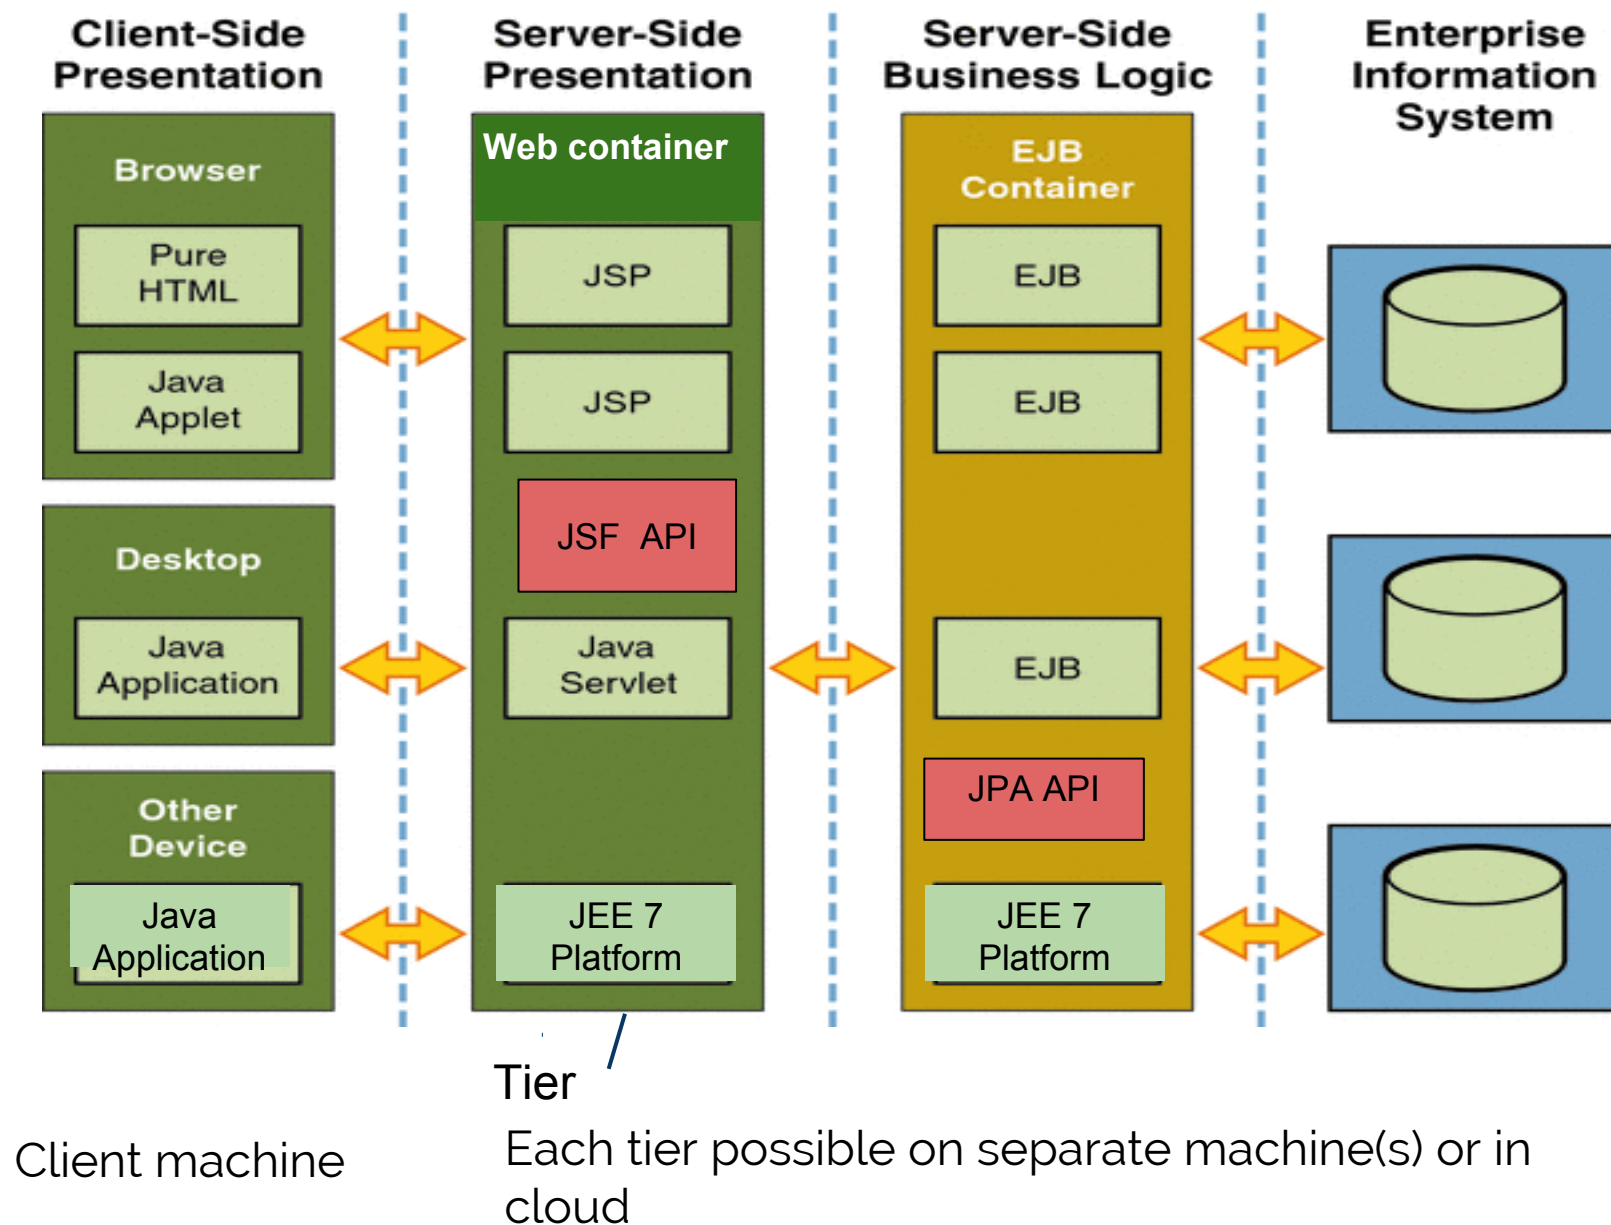 Client-Side
Presentation
Server-Side
Presentation
Server-Side
Business Logic
Enterprise
Information
System
Browser
Pure
HTML
Java
Applet
Desktop
Java
Application
Other
Device
Java
Application
Web container
JSP
JSP
JSF API
Java
Servlet
JEE 7
Platform
EJB
Container
EJB
EJB
EJB
JPA API
JEE 7
Platform
Tier
Client machine
Each tier possible on separate machine(s) or in
cloud